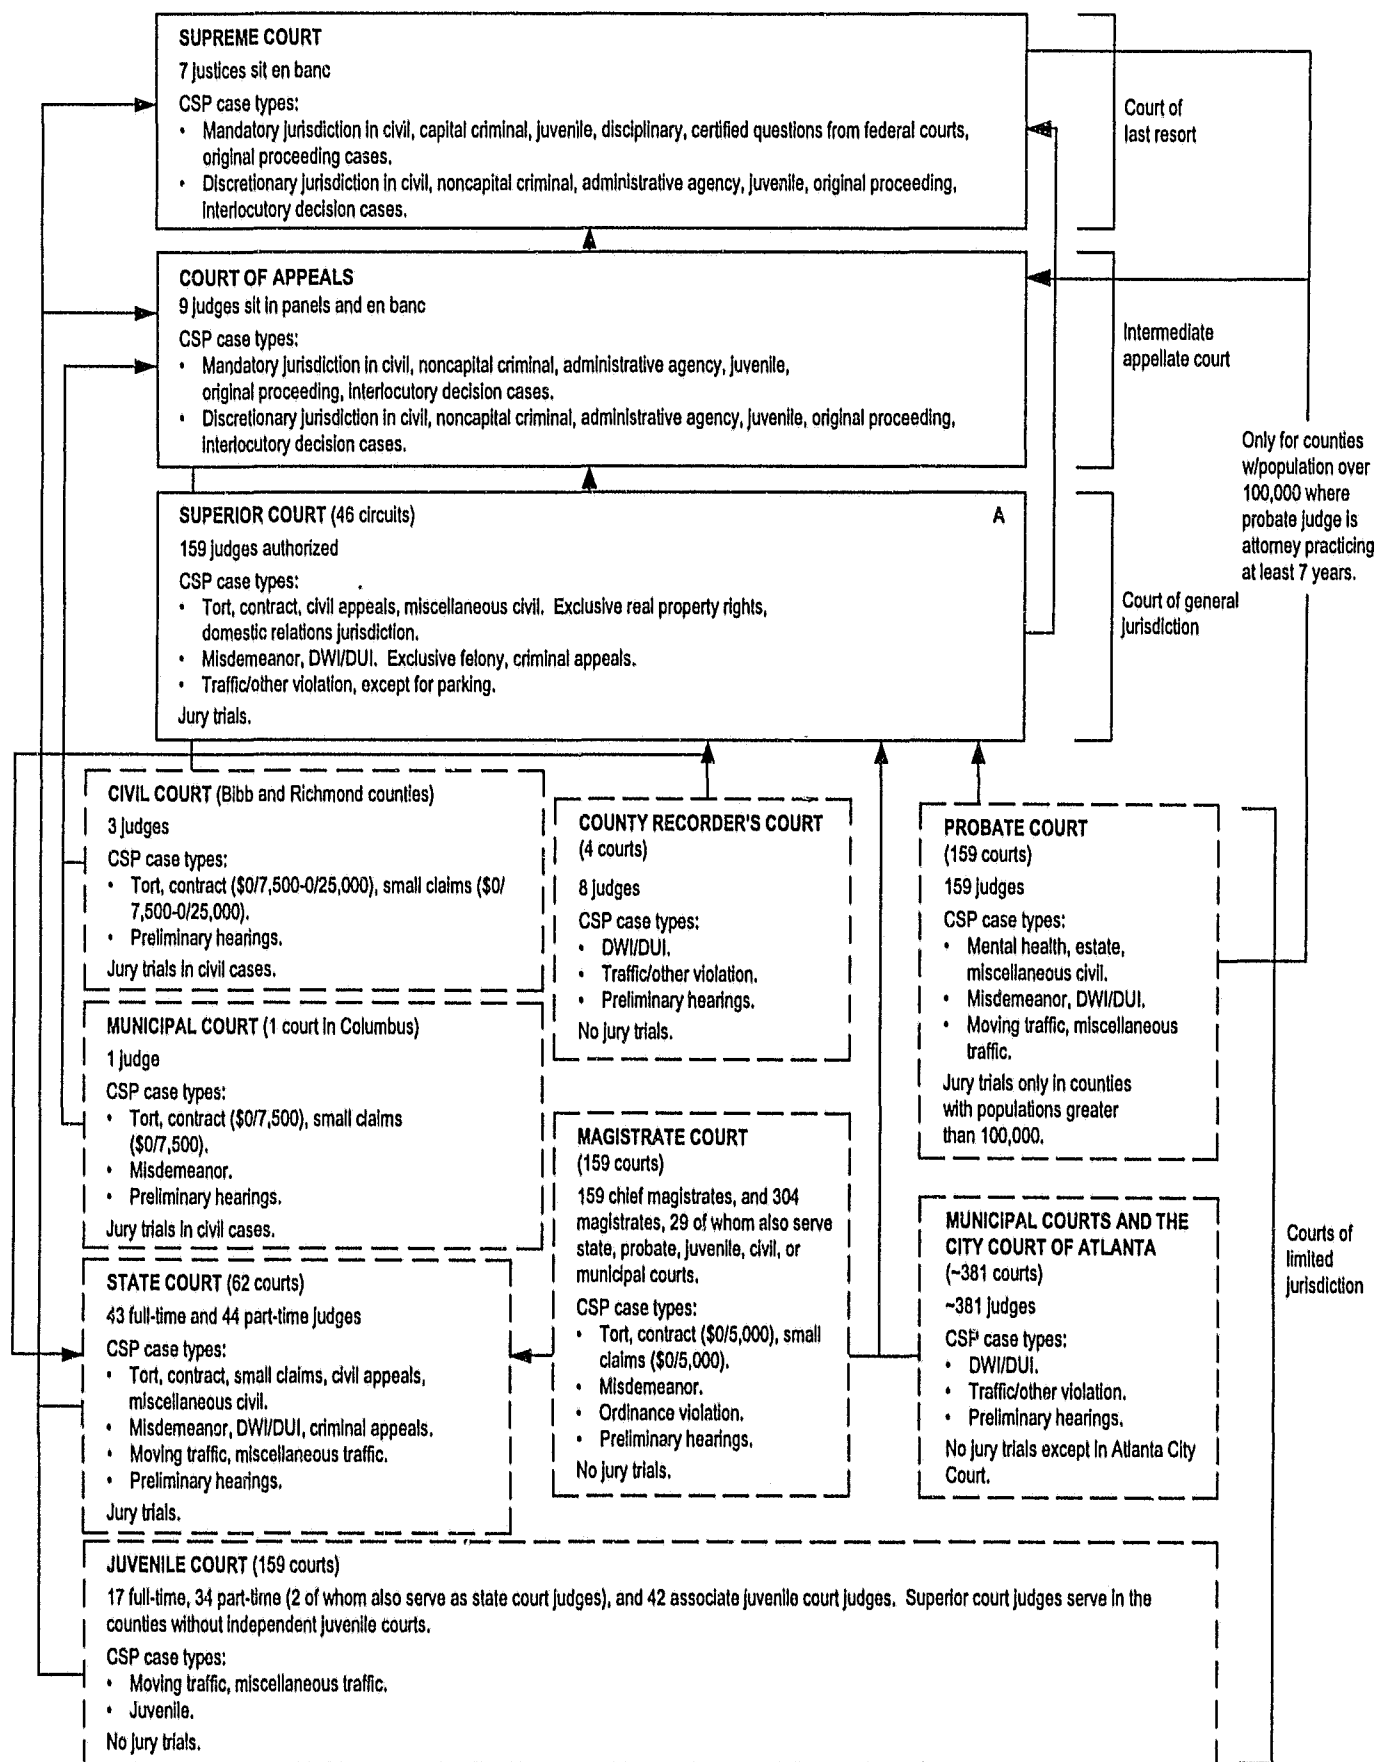 SUPREME COURT
7 justices sit en banc
CSP case types:
• Mandatory jurisdiction in civil, capital criminal, juvenile, disciplinary, certified questions from federal courts,
original proceeding cases.
• Discretionary jurisdiction in civil, noncapital criminal, administrative agency, juvenile, original proceeding,
interlocutory decision cases.
Court of
last resort
COURT OF APPEALS
9 judges sit in panels and en banc
CSP case types:
• Mandatory jurisdiction in civil, noncapital criminal, administrative agency, juvenile,
original proceeding, interlocutory decision cases.
• Discretionary jurisdiction in civil, noncapital criminal, administrative agency, juvenile, original proceeding,
interlocutory decision cases.
Intermediate
appellate court
Only for counties
w/population over
100,000 where
probate judge is
attorney practicing
at least 7 years.
SUPERIOR COURT (46 circuits) A
159 judges authorized
CSP case types:
• Tort, contract, civil appeals, miscellaneous civil. Exclusive real property rights,
domestic relations jurisdiction.
• Misdemeanor, DWI/DUI. Exclusive felony, criminal appeals.
• Traffic/other violation, except for parking.
Jury trials.
Court of general
jurisdiction
CIVIL COURT (Bibb and Richmond counties)
3 judges
CSP case types:
• Tort, contract ($0/7,500-0/25,000), small claims ($0/
7,500-0/25,000).
• Preliminary hearings.
Jury trials in civil cases.
COUNTY RECORDER'S COURT
(4 courts)
8 judges
CSP case types:
• DWI/DUI.
• Traffic/other violation.
• Preliminary hearings.
No jury trials.
PROBATE COURT
(159 courts)
159 judges
CSP case types:
• Mental health, estate,
miscellaneous civil.
• Misdemeanor, DWI/DUI.
• Moving traffic, miscellaneous
traffic.
Jury trials only in counties
with populations greater
than 100,000.
MUNICIPAL COURT (1 court in Columbus)
1 judge
CSP case types:
• Tort, contract ($0/7,500), small claims
($0/7,500).
• Misdemeanor.
• Preliminary hearings.
Jury trials in civil cases.
MAGISTRATE COURT
(159 courts)
159 chief magistrates, and 304
magistrates, 29 of whom also serve
state, probate, juvenile, civil, or
municipal courts.
CSP case types:
• Tort, contract ($0/5,000), small
claims ($0/5,000).
• Misdemeanor.
• Ordinance violation.
• Preliminary hearings.
No jury trials.
MUNICIPAL COURTS AND THE
CITY COURT OF ATLANTA
(~381 courts)
~381 judges
CSP case types:
• DWI/DUI.
• Traffic/other violation.
• Preliminary hearings.
No jury trials except in Atlanta City
Court.
Courts of
limited
jurisdiction
STATE COURT (62 courts)
43 full-time and 44 part-time judges
CSP case types:
• Tort, contract, small claims, civil appeals,
miscellaneous civil.
• Misdemeanor, DWI/DUI, criminal appeals.
• Moving traffic, miscellaneous traffic.
• Preliminary hearings.
Jury trials.
JUVENILE COURT (159 courts)
17 full-time, 34 part-time (2 of whom also serve as state court judges), and 42 associate juvenile court judges. Superior court judges serve in the
counties without independent juvenile courts.
CSP case types:
• Moving traffic, miscellaneous traffic.
• Juvenile.
No jury trials.